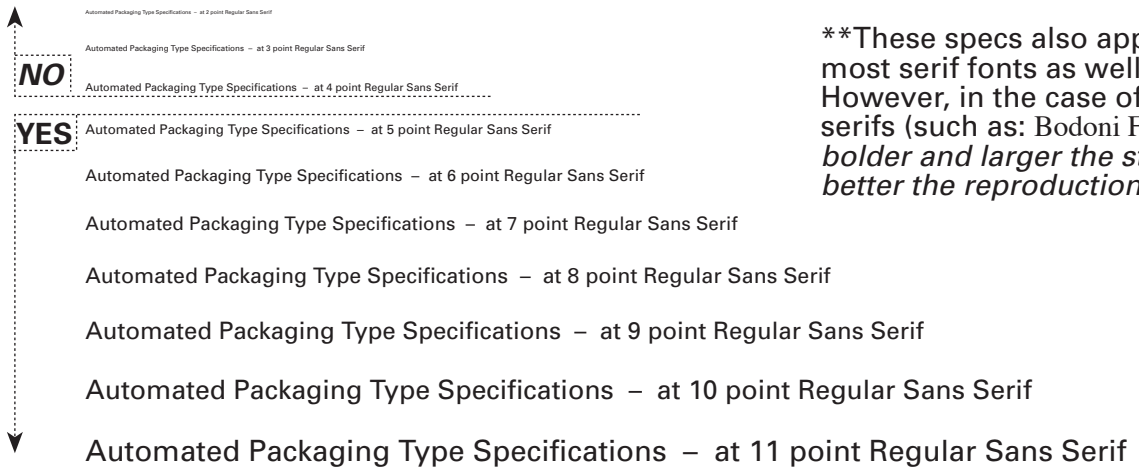 Automated Packaging Type Specifications – at 2 point Regular Sans Serif
Automated Packaging Type Specifications – at 3 point Regular Sans Serif
NO
Automated Packaging Type Specifications – at 4 point Regular Sans Serif
YES
Automated Packaging Type Specifications – at 5 point Regular Sans Serif
Automated Packaging Type Specifications – at 6 point Regular Sans Serif
Automated Packaging Type Specifications – at 7 point Regular Sans Serif
Automated Packaging Type Specifications – at 8 point Regular Sans Serif
Automated Packaging Type Specifications – at 9 point Regular Sans Serif
Automated Packaging Type Specifications – at 10 point Regular Sans Serif
Automated Packaging Type Specifications – at 11 point Regular Sans Serif
**These specs also
most serif fonts as well
However, in the case of
serifs (such as: Bodoni
bolder and larger the
better the reproduction